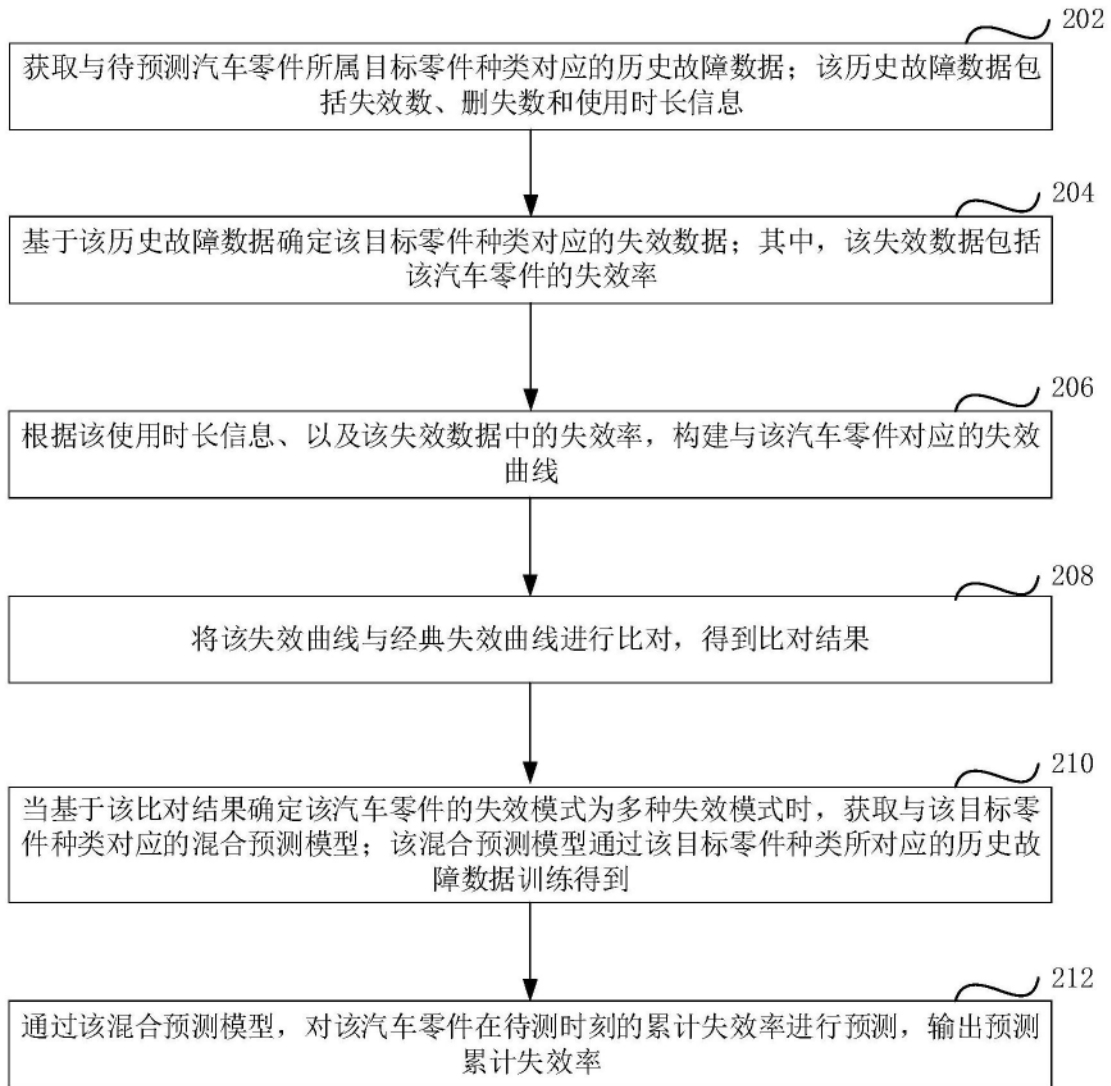 202
获取与待预测汽车零件所属目标零件种类对应的历史故障数据；该历史故障数据包
括失效数、删失数和使用时长信息
204
基于该历史故障数据确定该目标零件种类对应的失效数据；其中，该失效数据包括
该汽车零件的失效率
206
根据该使用时长信息、以及该失效数据中的失效率，构建与该汽车零件对应的失效
曲线
208
将该失效曲线与经典失效曲线进行比对，得到比对结果
210
当基于该比对结果确定该汽车零件的失效模式为多种失效模式时，获取与该目标零
件种类对应的混合预测模型；该混合预测模型通过该目标零件种类所对应的历史故
障数据训练得到
212
通过该混合预测模型，对该汽车零件在待测时刻的累计失效率进行预测，输出预测
累计失效率